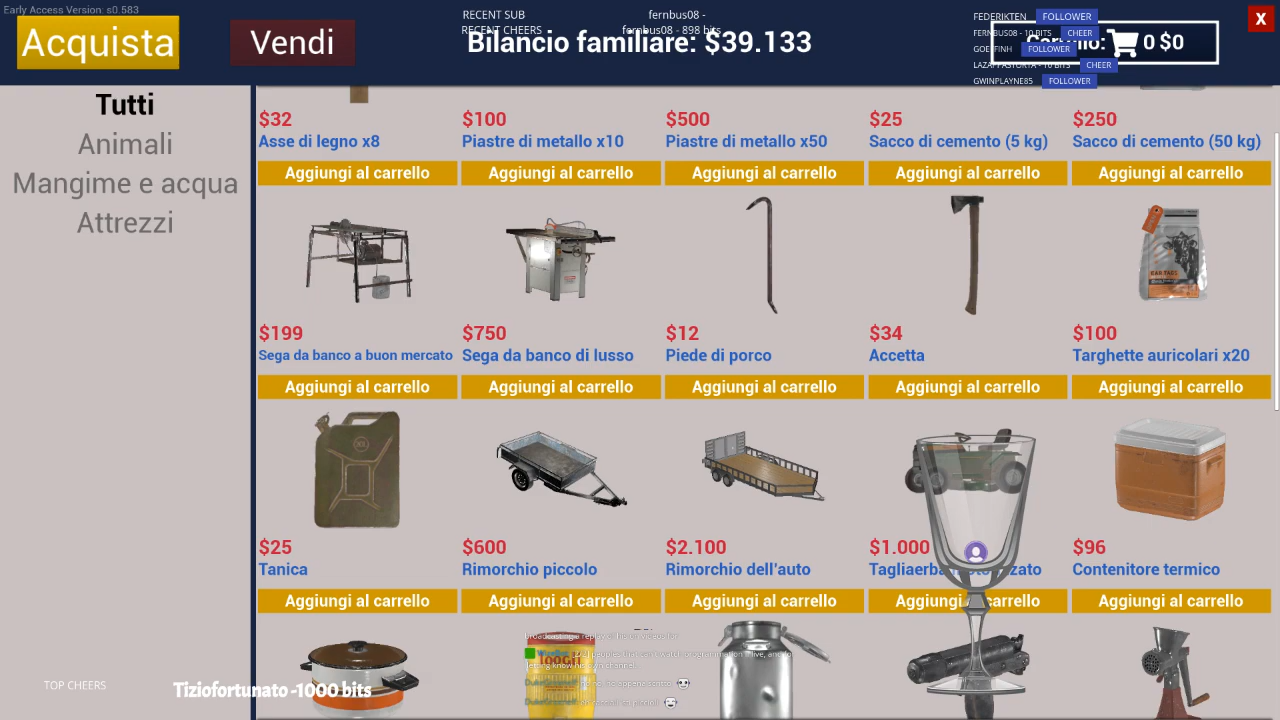 Early Access Version: s0.583
Acquista
Vendi
RECENT SUB
fernbus08 -
RECENT CHEERS
fernbus08 - 898 bits
Bilancio familiare: $39.133
FEDERIKTEN FOLLOWER
FERNBUS08 - 10 BITS CHEER
FOLLOWER
10 BITS CHEER
GWINPLAYNE85 FOLLOWER
0 $0
X
Tutti
Animali
Mangime e acqua
Attrezzi
$32
$100
$500
$25
$250
Asse di legno x8
Piastre di metallo x10
Piastre di metallo x50
Sacco di cemento (5 kg)
Sacco di cemento (50 kg)
Aggiungi al carrello
Aggiungi al carrello
Aggiungi al carrello
Aggiungi al carrello
Aggiungi al carrello
EAR TAGS
$199
$750
$12
$34
$100
Sega da banco a buon mercato
Sega da banco di lusso
Piede di porco
Accetta
Targhette auricolari x20
Aggiungi al carrello
Aggiungi al carrello
Aggiungi al carrello
Aggiungi al carrello
Aggiungi al carrello
$25
$600
$2.100
$1.000
$96
Tanica
Rimorchio piccolo
Rimorchio dell'auto
Contenitore termico
Aggiungi al carrello
Aggiungi al carrello
Aggiungi al carrello
Aggiungi al carrello
Aggiungi al carrello
TOP CHEERS
Tiziofortunato -1000 bits